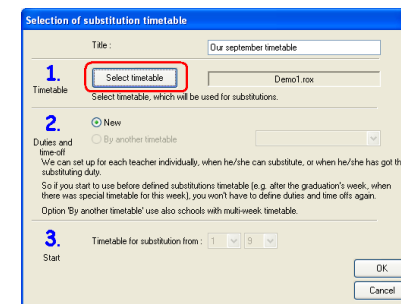 Selection of substitution timetable
Title :
Our september timetable
1.
Timetable
Select timetable
Demo1.rox
Select timetable, which will be used for substitutions.
2.
Duties and
time-off
New
By another timetable
We can set up for each teacher individually, when he/she can substitute, or when he/she has got th
substituting duty.
So if you start to use before defined substitutions timetable (e.g. after the graduation's week, when
there was special timetable for this week), you won't have to define duties and time offs again.
Option 'By another timetable' use also schools with multi-week timetable.
3.
Start
Timetable for substitution from :
1
9
OK
Cancel